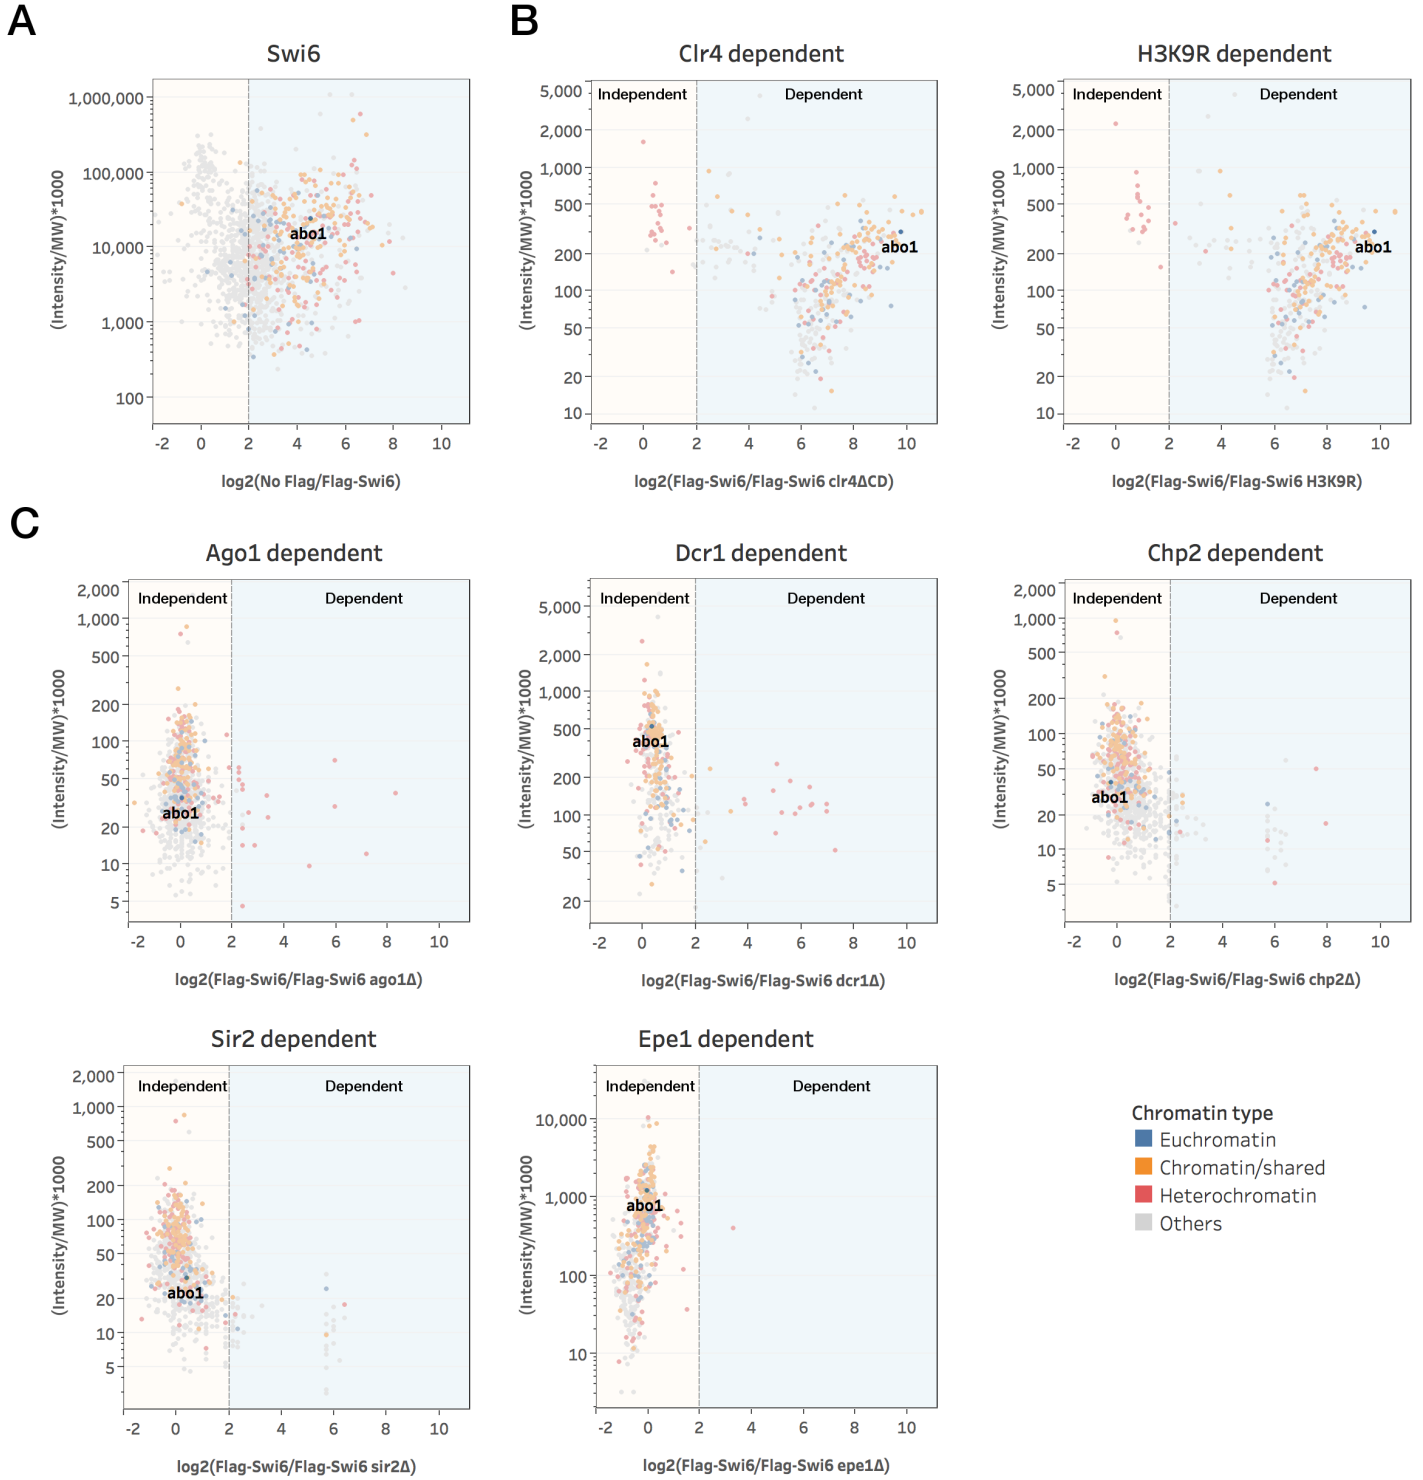 A
B
Swi6
Clr4 dependent
H3K9R dependent
(Intensity/MW)*1000
1,000,000
100,000
10,000
1,000
100
abo1
-2 0 2 4 6 8 10
log2(No Flag/Flag-Swi6)
(Intensity/MW)*1000
Independent
Dependent
5,000
2,000
1,000
500
200
100
50
20
10
abo1
-2 0 2 4 6 8 10
log2(Flag-Swi6/Flag-Swi6 clr4ΔCD)
(Intensity/MW)*1000
Independent
Dependent
5,000
2,000
1,000
500
200
100
50
20
10
abo1
-2 0 2 4 6 8 10
log2(Flag-Swi6/Flag-Swi6 H3K9R)
C
Ago1 dependent
Dcr1 dependent
Chp2 dependent
(Intensity/MW)*1000
Independent
Dependent
2,000
1,000
500
200
100
50
20
10
5
abo1
-2 0 2 4 6 8 10
log2(Flag-Swi6/Flag-Swi6 ago1Δ)
(Intensity/MW)*1000
Independent
Dependent
5,000
2,000
1,000
500
200
100
50
20
abo1
-2 0 2 4 6 8 10
log2(Flag-Swi6/Flag-Swi6 dcr1Δ)
(Intensity/MW)*1000
Independent
Dependent
2,000
1,000
500
200
100
50
20
10
5
abo1
-2 0 2 4 6 8 10
log2(Flag-Swi6/Flag-Swi6 chp2Δ)
Sir2 dependent
Epe1 dependent
(Intensity/MW)*1000
Independent
Dependent
2,000
1,000
500
200
100
50
20
10
5
abo1
-2 0 2 4 6 8 10
log2(Flag-Swi6/Flag-Swi6 sir2Δ)
(Intensity/MW)*1000
Independent
Dependent
10,000
1,000
100
10
abo1
-2 0 2 4 6 8 10
log2(Flag-Swi6/Flag-Swi6 epe1Δ)
Chromatin type
Euchromatin
Chromatin/shared
Heterochromatin
Others